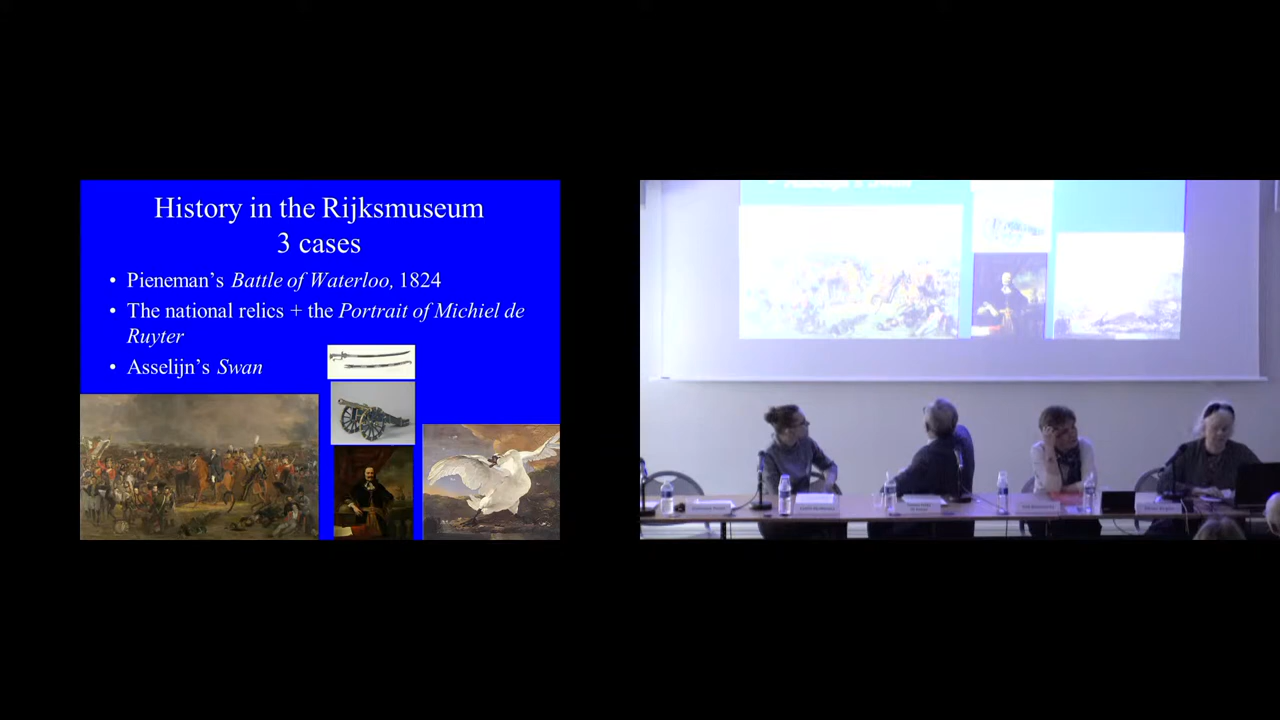 History in the Rijksmuseum
3 cases
• Pieneman’s Battle of Waterloo, 1824
• The national relics + the Portrait of Michiel de
Ruyter
• Asselijn’s Swan